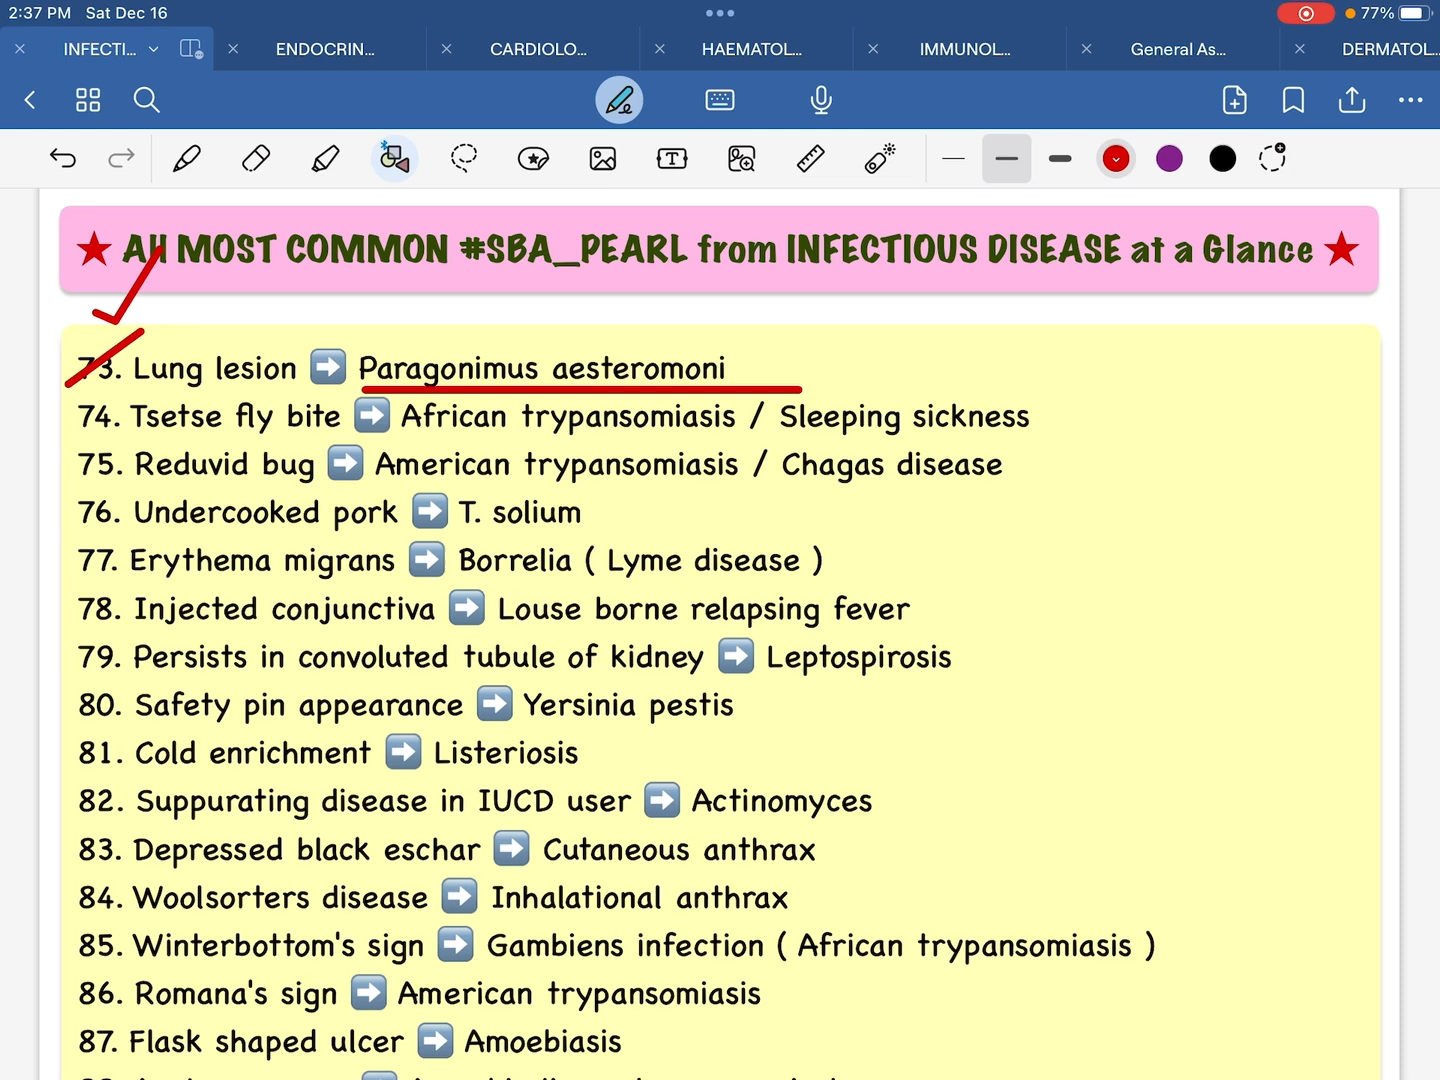 2:37 PM Sat Dec 16 77%
INFECTI... ENDOCRIN... CARDIOLO... HAEMATOL... IMMUNOL... General As... DERMATOL...
All MOST COMMON #SBA_PEARL from INFECTIOUS DISEASE at a Glance
73. Lung lesion ➡ Paragonimus aesteromoni
74. Tsetse fly bite ➡ African trypansomiasis / Sleeping sickness
75. Reduvid bug ➡ American trypansomiasis / Chagas disease
76. Undercooked pork ➡ T. solium
77. Erythema migrans ➡ Borrelia ( Lyme disease )
78. Injected conjunctiva ➡ Louse borne relapsing fever
79. Persists in convoluted tubule of kidney ➡ Leptospirosis
80. Safety pin appearance ➡ Yersinia pestis
81. Cold enrichment ➡ Listeriosis
82. Suppurating disease in IUCD user ➡ Actinomyces
83. Depressed black eschar ➡ Cutaneous anthrax
84. Woolsorters disease ➡ Inhalational anthrax
85. Winterbottom's sign ➡ Gambiens infection ( African trypansomiasis )
86. Romana's sign ➡ American trypansomiasis
87. Flask shaped ulcer ➡ Amoebiasis